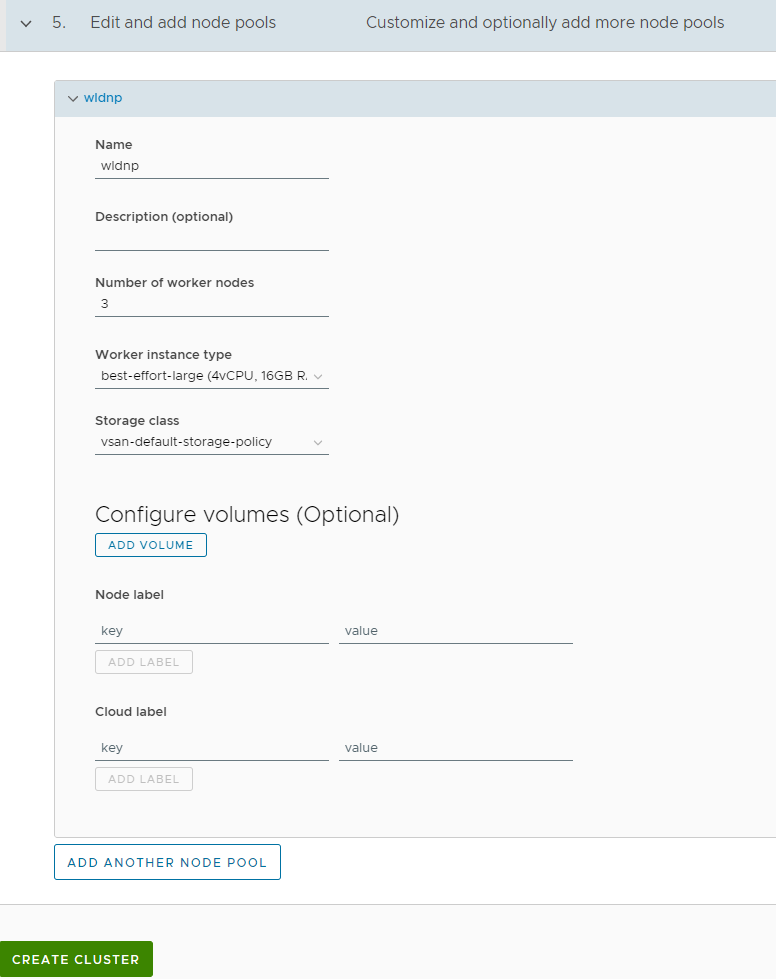 5. Edit and add node pools Customize and optionally add more node pools
wldnp
Name
wldnp
Description (optional)
Number of worker nodes
3
Worker instance type
best-effort-large (4vCPU, 16GB R.
Storage class
vsan-default-storage-policy
Configure volumes (Optional)
ADD VOLUME
Node label
key value
ADD LABEL
Cloud label
key value
ADD LABEL
ADD ANOTHER NODE POOL
CREATE CLUSTER